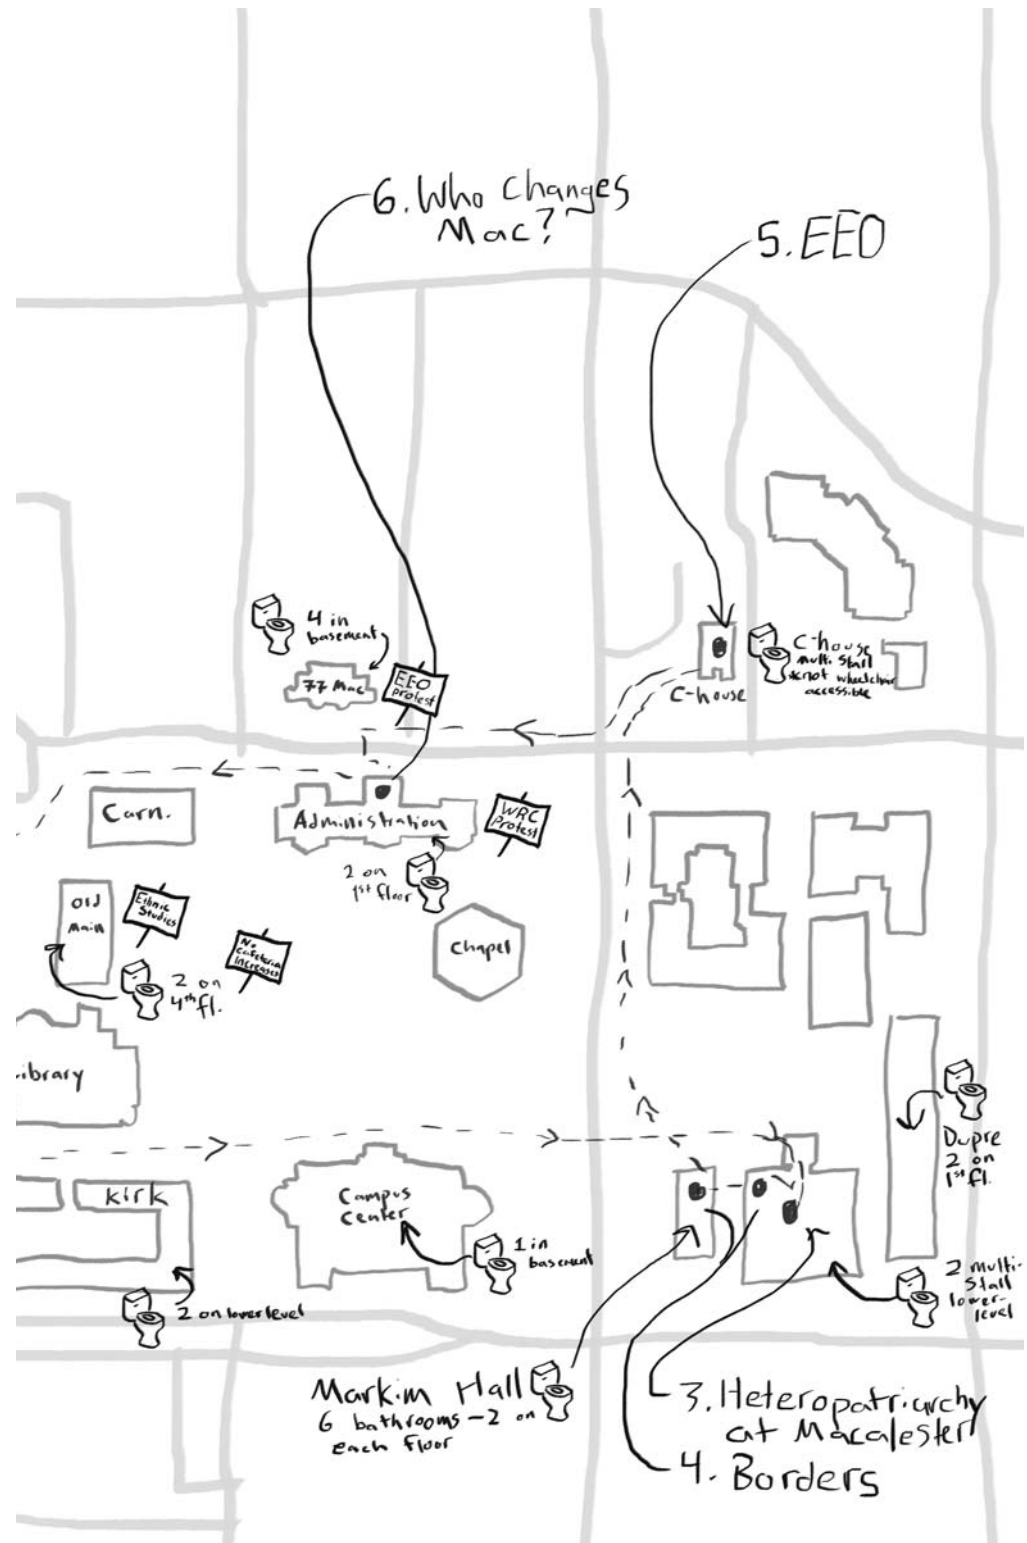 6. Who Changes
Mac?
5. EEO
4 in
basement
77 Mac
EEO
protest
C-house
multi stall
*not wheelchair
accessible
C-house
Carn.
Administration
WRC
Protest
2 on
1st floor
Old
Main
Ethnic
Studies
No
Cafeteria
Increases
Chapel
2 on
4th fl.
ibrary
Dupre
2 on
1st fl.
Kirk
Campus
Center
1 in
basement
2 multi-
stall
lower-
level
2 on lower level
Markim Hall
6 bathrooms - 2 on
each floor
3. Heteropatriarchy
at Macalester
4. Borders